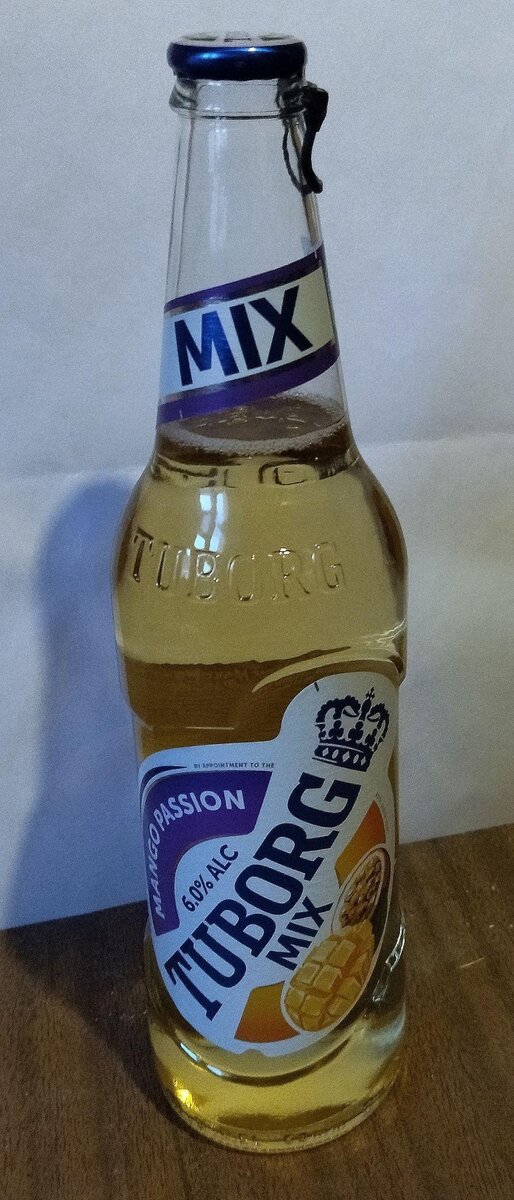 MIX
TUBORG
BY APPOINTMENT TO THE
MANGO PASSION
6.0% ALC
TUBORG
MIX